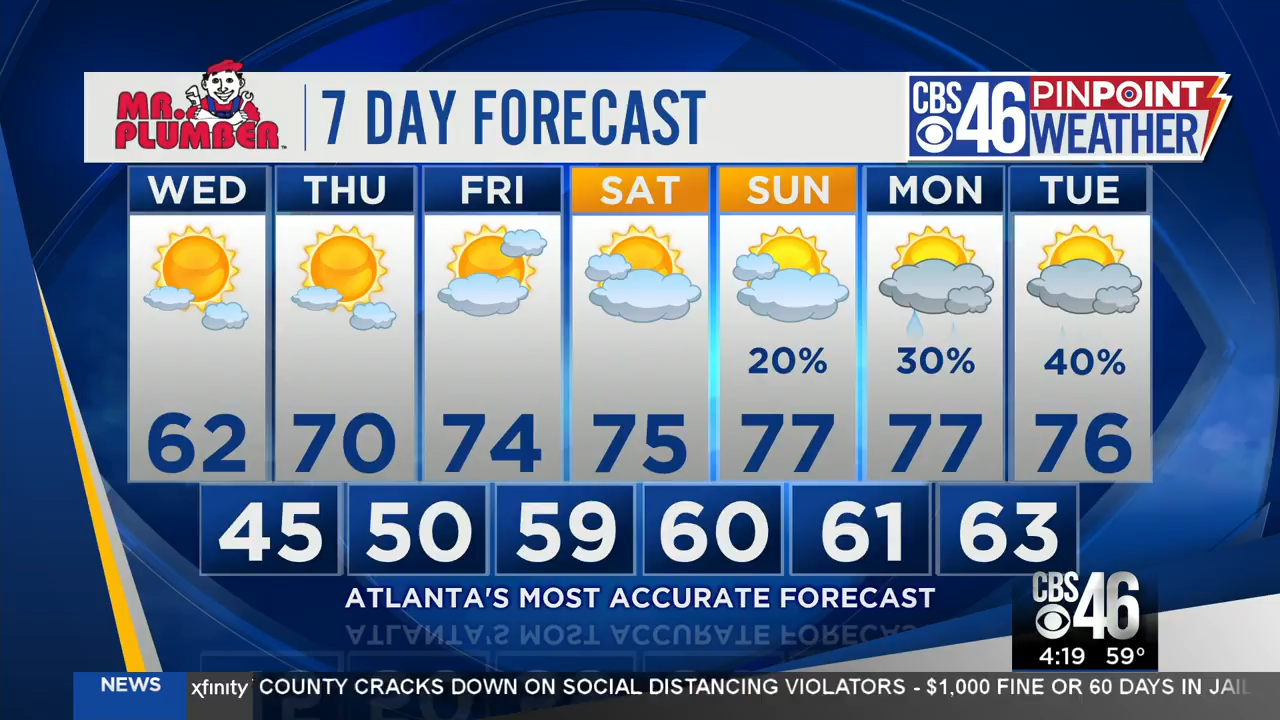 MR. PLUMBER™
7 DAY FORECAST
CBS 46 PINPOINT WEATHER
WED THU FRI SAT SUN MON TUE
20% 30% 40%
62 70 74 75 77 77 76
45 50 59 60 61 63
ATLANTA'S MOST ACCURATE FORECAST
CBS 46
4:19 59°
NEWS xfinity COUNTY CRACKS DOWN ON SOCIAL DISTANCING VIOLATORS - $1,000 FINE OR 60 DAYS IN JAIL